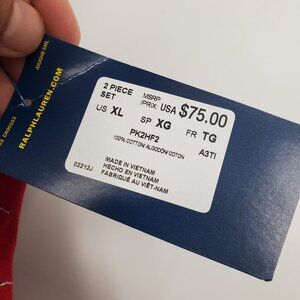 RALPHLAUREN.COM
2 PIECE SET
MSRP /PRIX: USA $75.00
US XL SP XG FR TG
PK2HF2 A3TI
100% COTTON/ ALGODÓN/ COTON
MADE IN VIETNAM
HECHO EN VIETNAM
FABRIQUÉ AU VIÊT-NAM
02212J